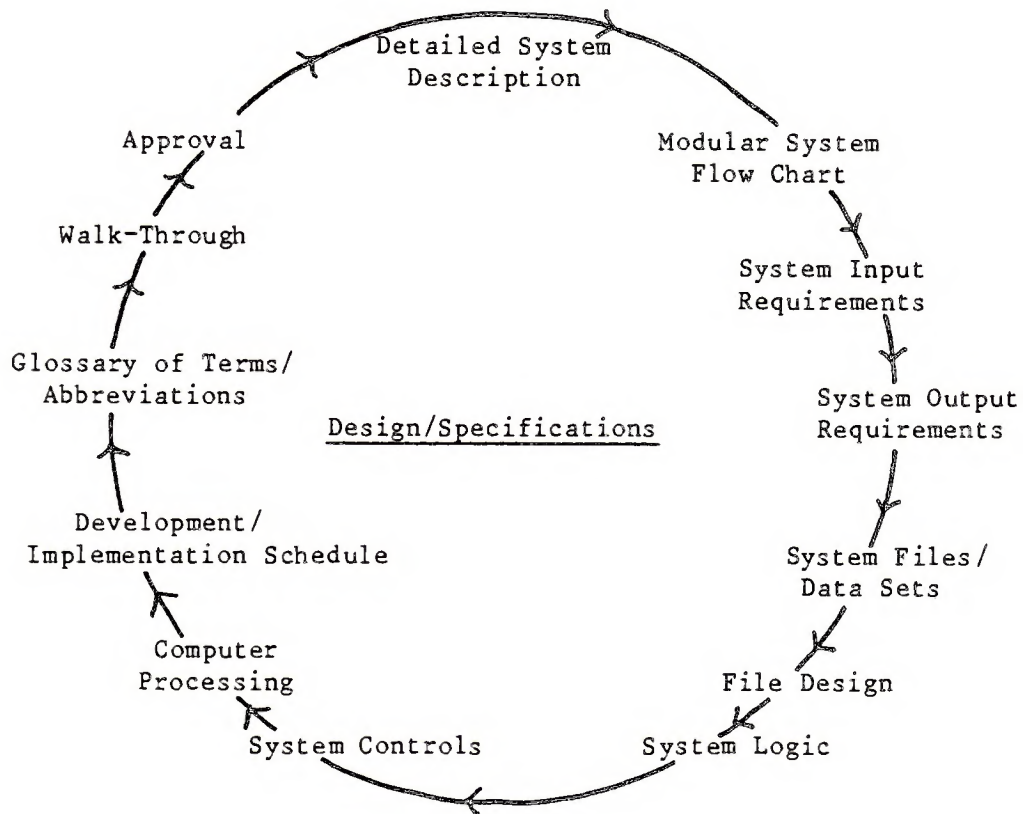 Detailed System
Description
Modular System
Flow Chart
System Input
Requirements
System Output
Requirements
System Files/
Data Sets
File Design
System Logic
System Controls
Computer
Processing
Development/
Implementation Schedule
Glossary of Terms/
Abbreviations
Walk-Through
Approval
Design/Specifications